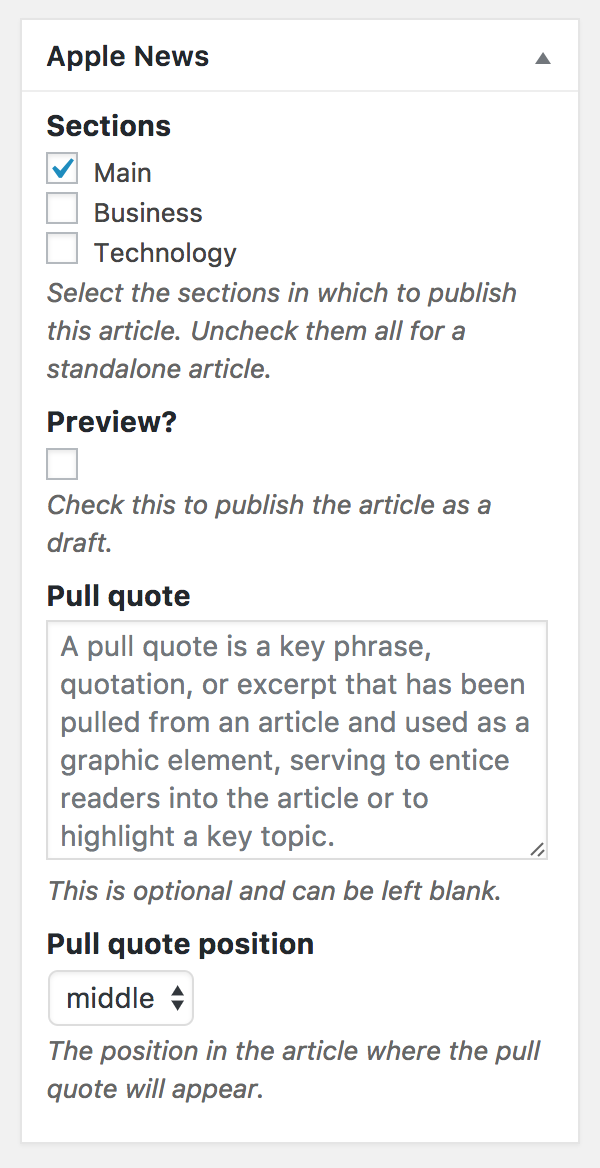 Apple News
Sections
Main
Business
Technology
Select the sections in which to publish
this article. Uncheck them all for a
standalone article.
Preview?
Check this to publish the article as a
draft.
Pull quote
A pull quote is a key phrase,
quotation, or excerpt that has been
pulled from an article and used as a
graphic element, serving to entice
readers into the article or to
highlight a key topic.
This is optional and can be left blank.
Pull quote position
middle
The position in the article where the pull
quote will appear.